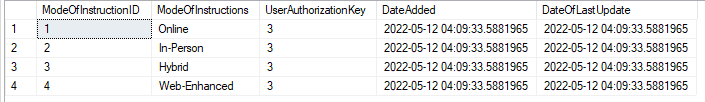 ModeOfInstructionID ModeOfInstructions UserAuthorizationKey DateAdded DateOfLastUpdate
1 1 Online 3 2022-05-12 04:09:33.5881965 2022-05-12 04:09:33.5881965
2 2 In-Person 3 2022-05-12 04:09:33.5881965 2022-05-12 04:09:33.5881965
3 3 Hybrid 3 2022-05-12 04:09:33.5881965 2022-05-12 04:09:33.5881965
4 4 Web-Enhanced 3 2022-05-12 04:09:33.5881965 2022-05-12 04:09:33.5881965